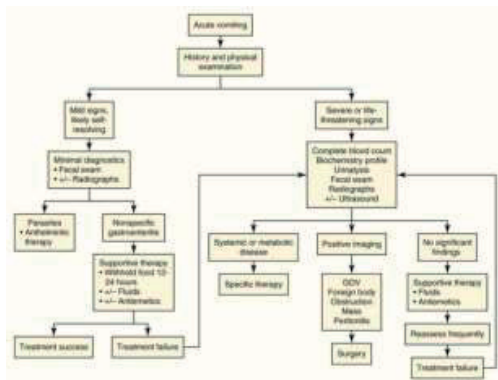 Acute vomiting
History and physical
examination
Mild signs,
likely self-
resolving
Severe or life-
threatening signs
Minimal diagnostics
• Fecal exam
• +/– Radiographs
Complete blood count
Biochemistry profile
Urinalysis
Fecal exam
Radiographs
+/– Ultrasound
Parasites
• Anthelmintic
therapy
Nonspecific
gastroenteritis
Systemic or metabolic
disease
Positive imaging
No significant
findings
Supportive therapy
• Withhold food 12-
24 hours
• +/– Fluids
• +/– Antiemetics
Specific therapy
GDV
Foreign body
Obstruction
Mass
Peritonitis
Supportive therapy
• Fluids
• Antiemetics
Treatment success
Treatment failure
Surgery
Reassess frequently
Treatment failure